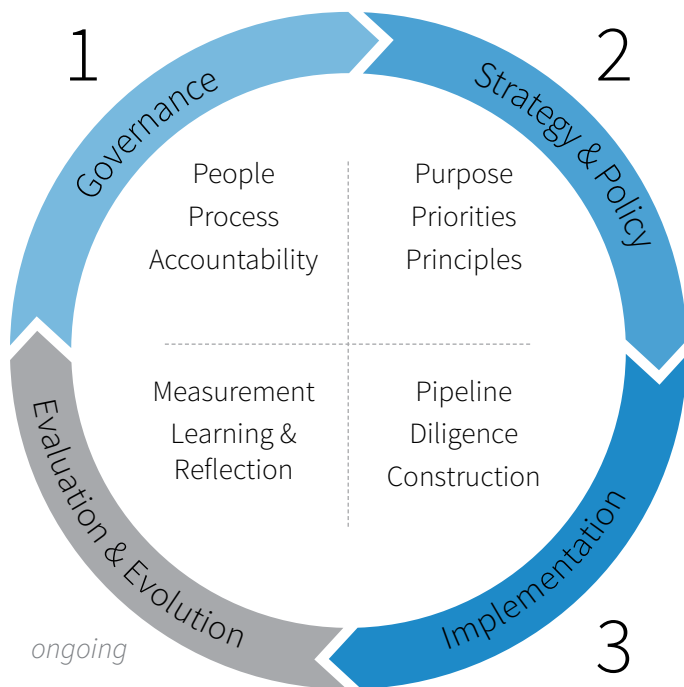 1
Governance
People
Process
Accountability
2
Strategy & Policy
Purpose
Priorities
Principles
3
Implementation
Pipeline
Diligence
Construction
Evaluation & Evolution
Measurement
Learning &
Reflection
ongoing